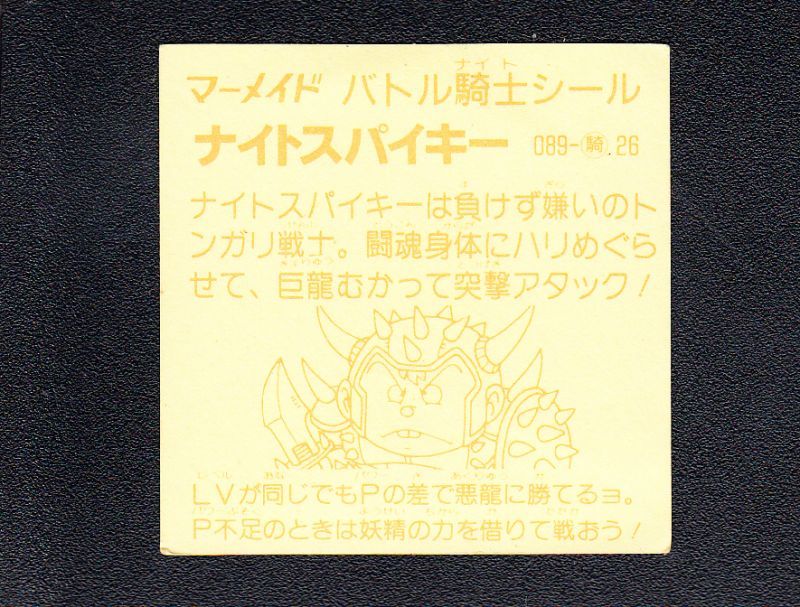 マーメイド バトル騎士シール
ナイトスパイキー 089-騎.26
ナイトスパイキーは負けず嫌いのト
ンガリ戦士。闘魂身体にハリめぐら
せて、巨龍むかって突撃アタック！
LVが同じでもPの差で悪龍に勝てるョ。
P不足のときは妖精の力を借りて戦おう！